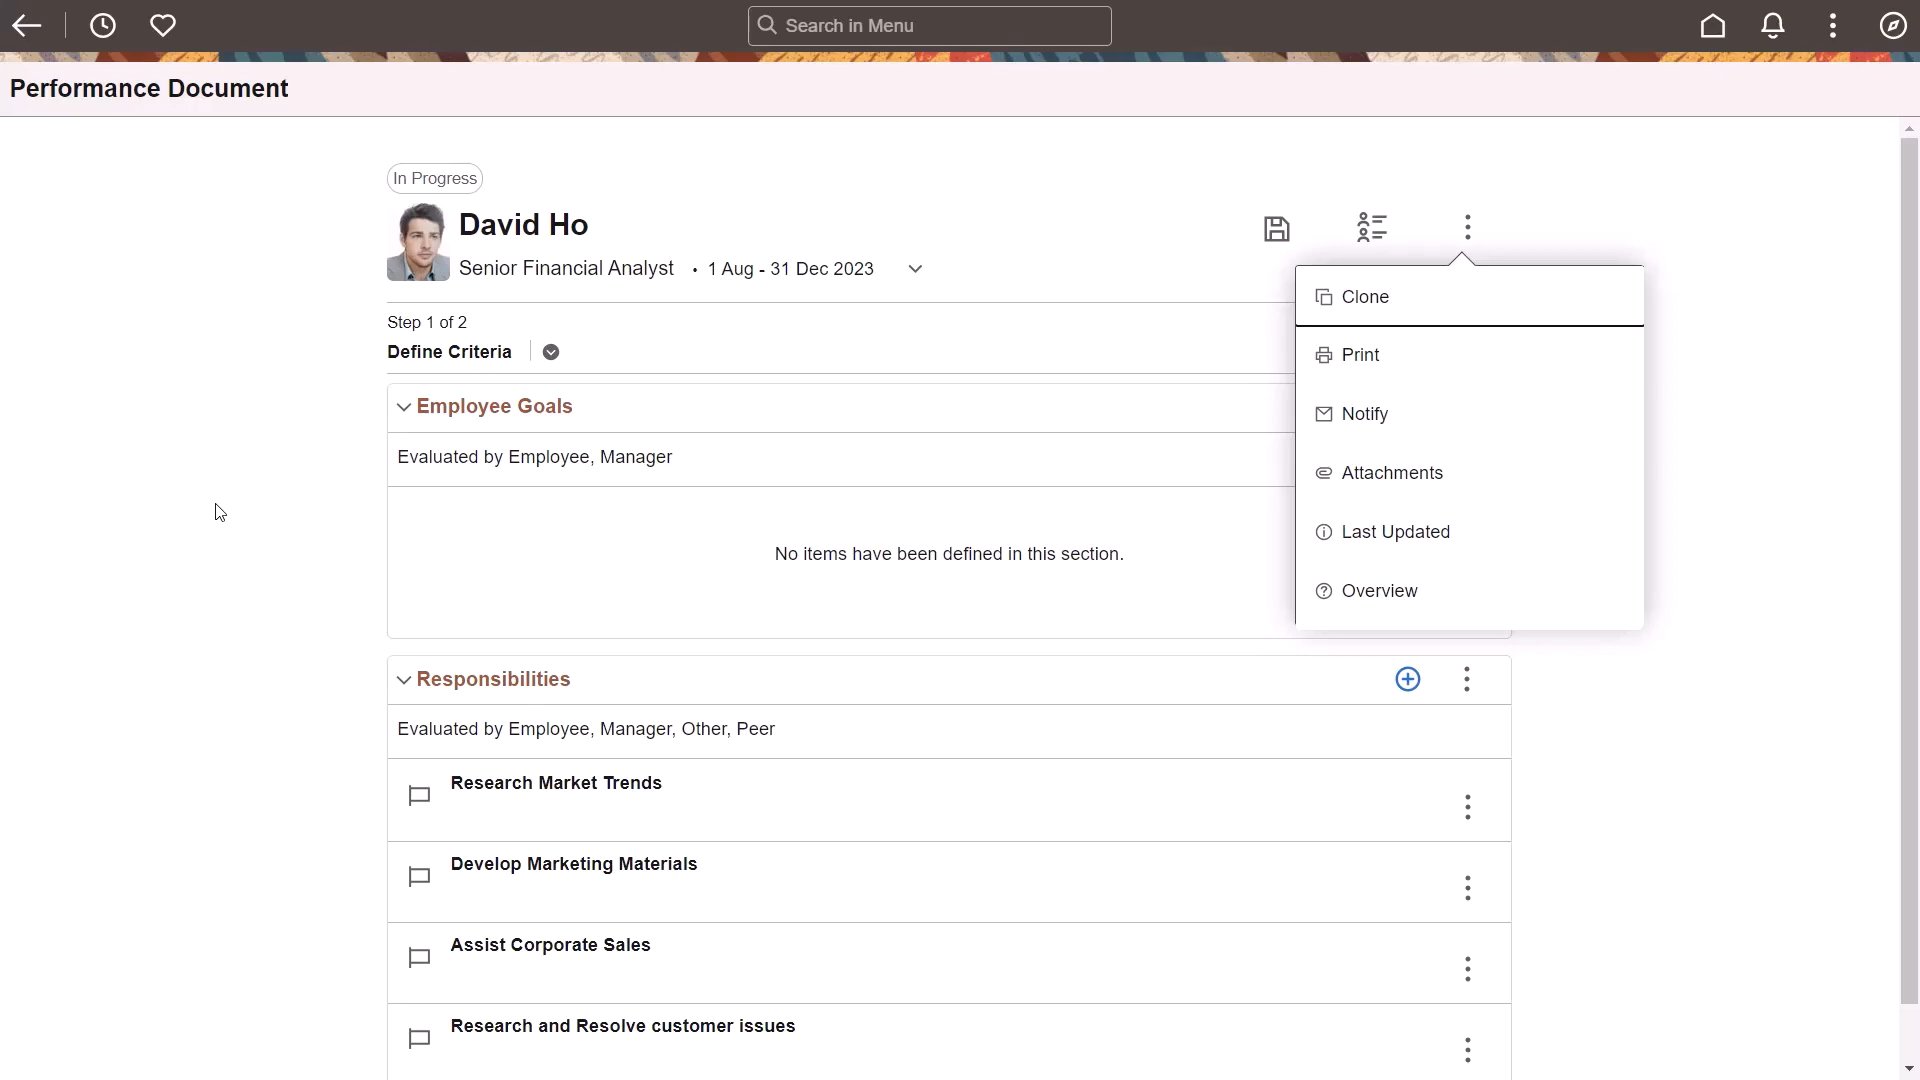 Search in Menu
Performance Document
In Progress
David Ho
Senior Financial Analyst • 1 Aug - 31 Dec 2023
Step 1 of 2
Define Criteria
Clone
Print
Notify
Attachments
Last Updated
Overview
Employee Goals
Evaluated by Employee, Manager
No items have been defined in this section.
Responsibilities
Evaluated by Employee, Manager, Other, Peer
Research Market Trends
Develop Marketing Materials
Assist Corporate Sales
Research and Resolve customer issues